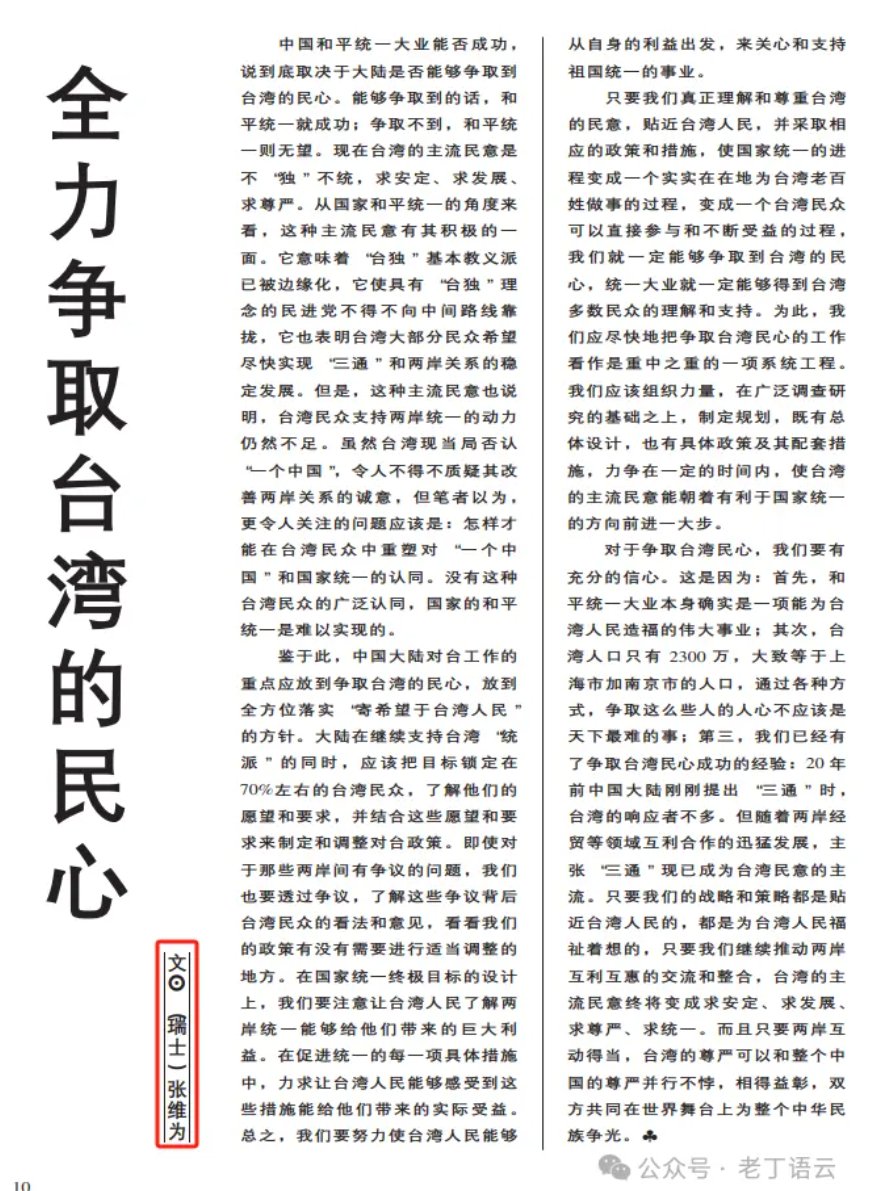 全力争取台湾的民心
文⊙（瑞士）张维为
中国和平统一大业能否成功，
说到底取决于大陆是否能够争取到
台湾的民心。能够争取到的话，和
平统一就成功；争取不到，和平统
一则无望。现在台湾的主流民意是
不“独”不统，求安定、求发展、
求尊严。从国家和平统一的角度来
看，这种主流民意有其积极的一
面。它意味着“台独”基本教义派
已被边缘化，它使具有“台独”理
念的民进党不得不向中间路线靠
拢，它也表明台湾大部分民众希望
尽快实现“三通”和两岸关系的稳
定发展。但是，这种主流民意也说
明，台湾民众支持两岸统一的动力
仍然不足。虽然台湾现当局否认
“一个中国”，令人不得不质疑其改
善两岸关系的诚意，但笔者以为，
更令人关注的问题应该是：怎样才
能在台湾民众中重塑对“一个中
国”和国家统一的认同。没有这种
台湾民众的广泛认同，国家的和平
统一是难以实现的。
鉴于此，中国大陆对台工作的
重点应放到争取台湾的民心，放到
全方位落实“寄希望于台湾人民”
的方针。大陆在继续支持台湾“统
派”的同时，应该把目标锁定在
70%左右的台湾民众，了解他们的
愿望和要求，并结合这些愿望和要
求来制定和调整对台政策。即使对
于那些两岸间有争议的问题，我们
也要透过争议，了解这些争议背后
台湾民众的看法和意见，看看我们
的政策有没有需要进行适当调整的
地方。在国家统一终极目标的设计
上，我们要注意让台湾人民了解两
岸统一能够给他们带来的巨大利
益。在促进统一的每一项具体措施
中，力求让台湾人民能够感受到这
些措施能给他们带来的实际受益。
总之，我们要努力使台湾人民能够
从自身的利益出发，来关心和支持
祖国统一的事业。
只要我们真正理解和尊重台湾
的民意，贴近台湾人民，并采取相
应的政策和措施，使国家统一的进
程变成一个实实在在地为台湾老百
姓做事的过程，变成一个台湾民众
可以直接参与和不断受益的过程，
我们就一定能够争取到台湾的民
心，统一大业就一定能够得到台湾
多数民众的理解和支持。为此，我
们应尽快地把争取台湾民心的工作
看作是重中之重的一项系统工程。
我们应该组织力量，在广泛调查研
究的基础之上，制定规划，既有总
体设计，也有具体政策及其配套措
施，力争在一定的时间内，使台湾
的主流民意能朝着有利于国家统一
的方向前进一大步。
对于争取台湾民心，我们要有
充分的信心。这是因为：首先，和
平统一大业本身确实是一项能为台
湾人民造福的伟大事业；其次，台
湾人口只有 2300 万，大致等于上
海市加南京市的人口，通过各种方
式，争取这么些人的人心不应该是
天下最难的事；第三，我们已经有
了争取台湾民心成功的经验：20 年
前中国大陆刚刚提出“三通”时，
台湾的响应者不多。但随着两岸经
贸等领域互利合作的迅猛发展，主
张“三通”现已成为台湾民意的主
流。只要我们的战略和策略都是贴
近台湾人民的，都是为台湾人民福
祉着想的，只要我们继续推动两岸
互利互惠的交流和整合，台湾的主
流民意终将变成求安定、求发展、
求尊严、求统一。而且只要两岸互
动得当，台湾的尊严可以和整个中
国的尊严并行不悖，相得益彰，双
方共同在世界舞台上为整个中华民
族争光。♣
10
公众号·老丁语云